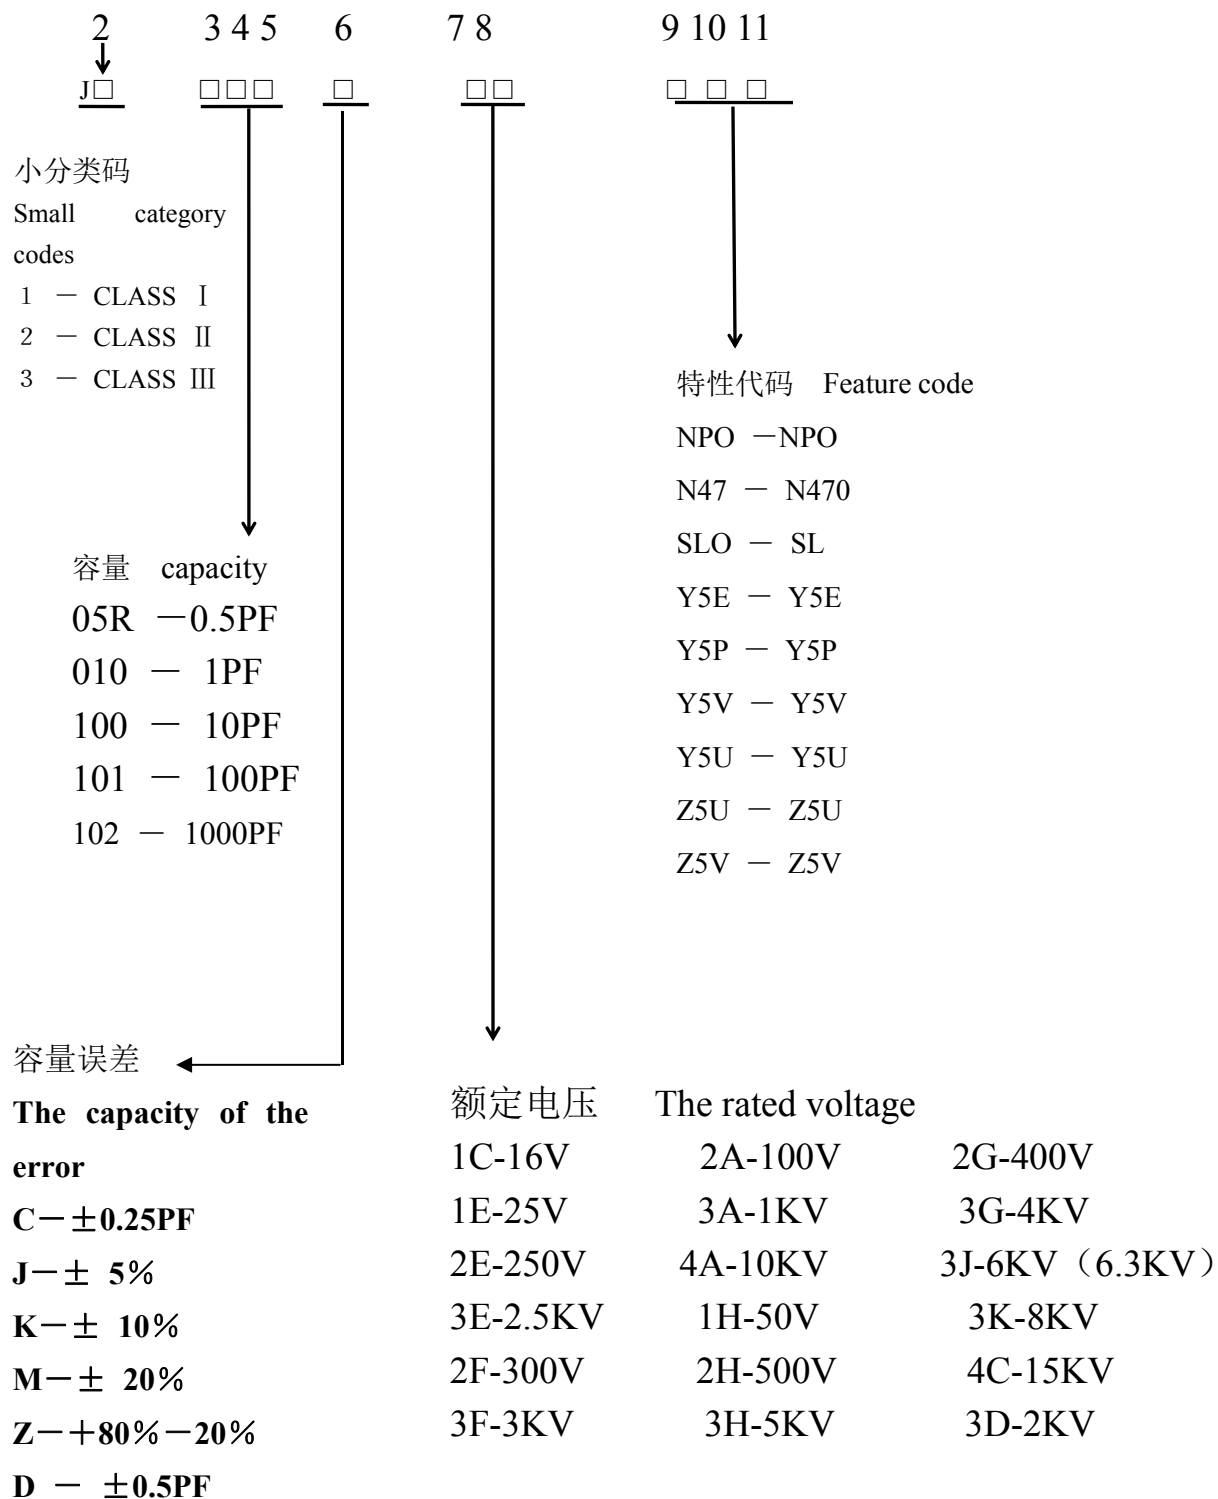 2 3 4 5 6 7 8 9 10 11
J□ □□□ □ □□ □ □ □
小分类码
Small category
codes
1 － CLASS Ⅰ
2 － CLASS Ⅱ
3 － CLASS Ⅲ
特性代码 Feature code
NPO －NPO
N47 － N470
SLO － SL
Y5E － Y5E
Y5P － Y5P
Y5V － Y5V
Y5U － Y5U
Z5U － Z5U
Z5V － Z5V
容量 capacity
05R －0.5PF
010 － 1PF
100 － 10PF
101 － 100PF
102 － 1000PF
容量误差
The capacity of the
error
C－±0.25PF
J－± 5%
K－± 10%
M－± 20%
Z－＋80%－20%
D － ±0.5PF
额定电压 The rated voltage
1C-16V 2A-100V 2G-400V
1E-25V 3A-1KV 3G-4KV
2E-250V 4A-10KV 3J-6KV（6.3KV）
3E-2.5KV 1H-50V 3K-8KV
2F-300V 2H-500V 4C-15KV
3F-3KV 3H-5KV 3D-2KV